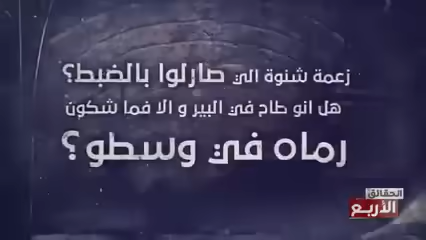 زعمة شنوة الي صارلوا بالضبط؟
هل انو طاح في البير و الا فما شكون
رماه في وسطو ؟
الحقائق
الأربع